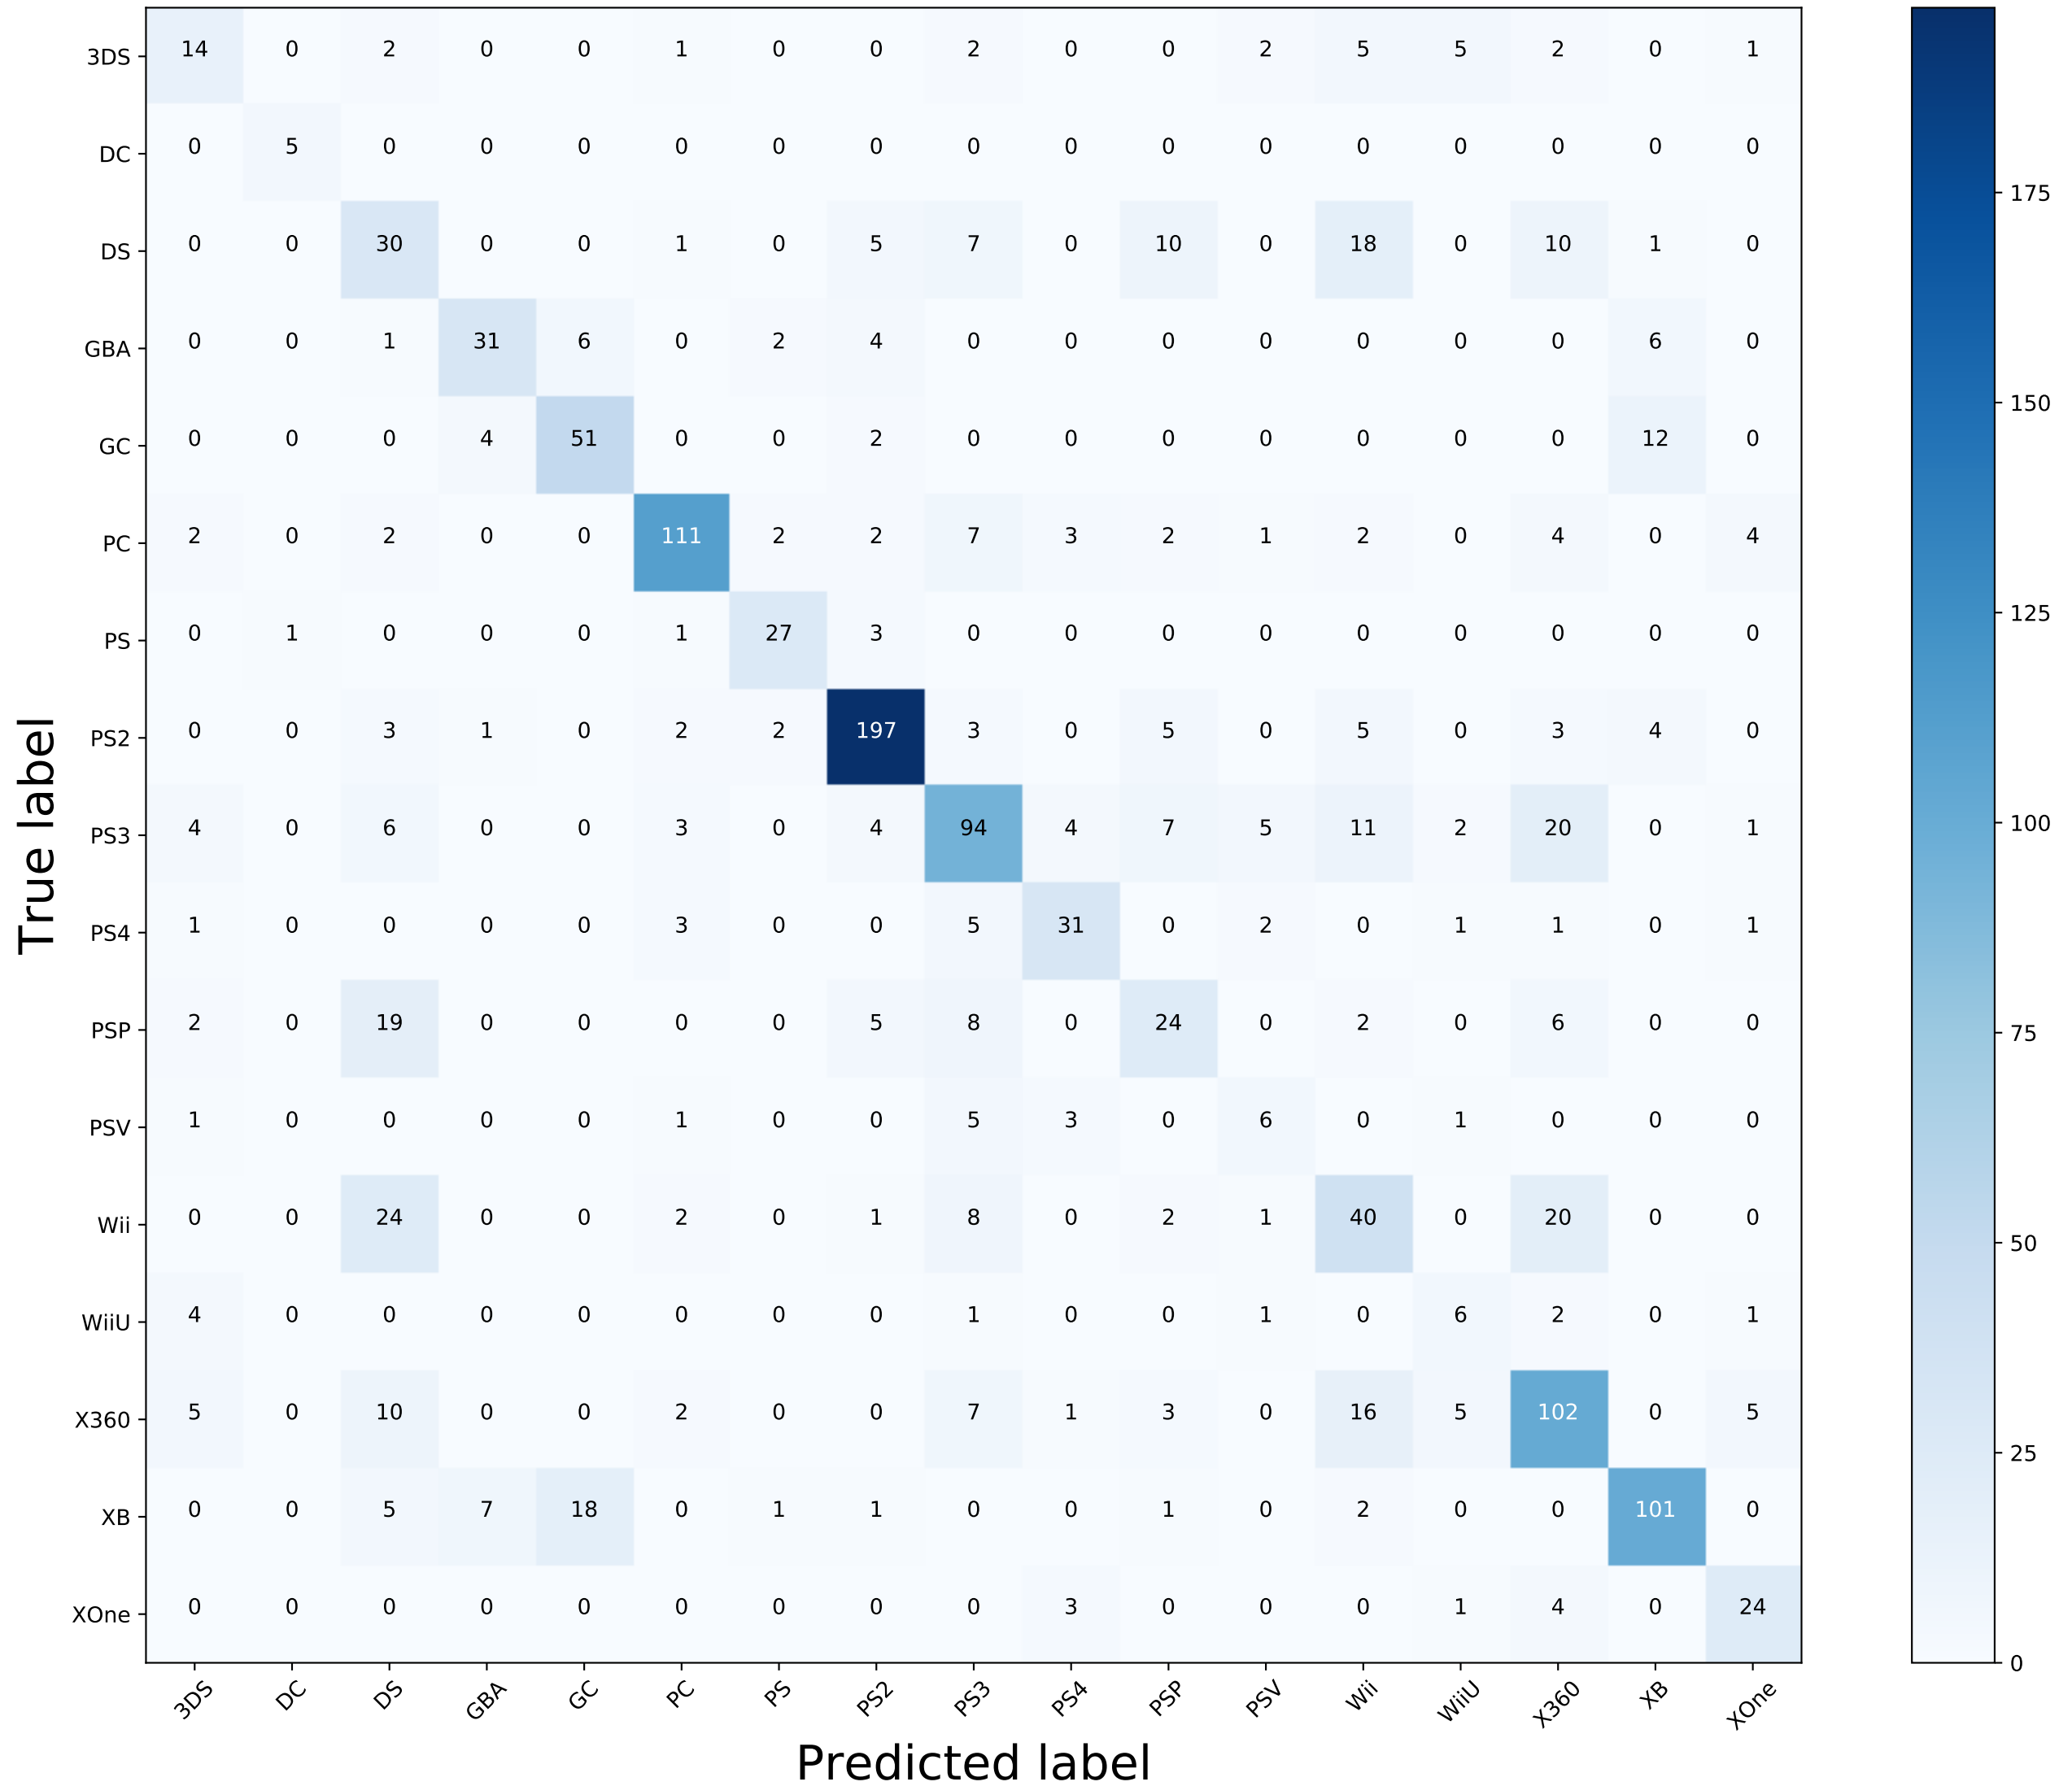 3DS 14 0 2 0 0 1 0 0 2 0 0 2 5 5 2 0 1
DC 0 5 0 0 0 0 0 0 0 0 0 0 0 0 0 0 0
DS 0 0 30 0 0 1 0 5 7 0 10 0 18 0 10 1 0
GBA 0 0 1 31 6 0 2 4 0 0 0 0 0 0 0 6 0
GC 0 0 0 4 51 0 0 2 0 0 0 0 0 0 0 12 0
PC 2 0 2 0 0 111 2 2 7 3 2 1 2 0 4 0 4
PS 0 1 0 0 0 1 27 3 0 0 0 0 0 0 0 0 0
PS2 0 0 3 1 0 2 2 197 3 0 5 0 5 0 3 4 0
PS3 4 0 6 0 0 3 0 4 94 4 7 5 11 2 20 0 1
PS4 1 0 0 0 0 3 0 0 5 31 0 2 0 1 1 0 1
PSP 2 0 19 0 0 0 0 5 8 0 24 0 2 0 6 0 0
PSV 1 0 0 0 0 1 0 0 5 3 0 6 0 1 0 0 0
Wii 0 0 24 0 0 2 0 1 8 0 2 1 40 0 20 0 0
WiiU 4 0 0 0 0 0 0 0 1 0 0 1 0 6 2 0 1
X360 5 0 10 0 0 2 0 0 7 1 3 0 16 5 102 0 5
XB 0 0 5 7 18 0 1 1 0 0 1 0 2 0 0 101 0
XOne 0 0 0 0 0 0 0 0 0 3 0 0 0 1 4 0 24
3DS DC DS GBA GC PC PS PS2 PS3 PS4 PSP PSV Wii WiiU X360 XB XOne
Predicted label
True label
175
150
125
100
75
50
25
0